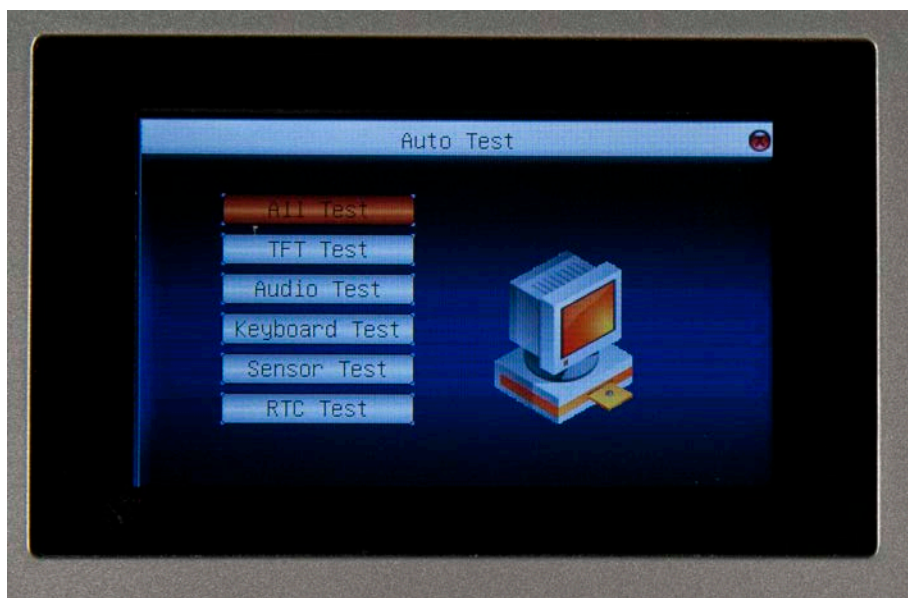 Auto Test
All Test
TFT Test
Audio Test
Keyboard Test
Sensor Test
RTC Test